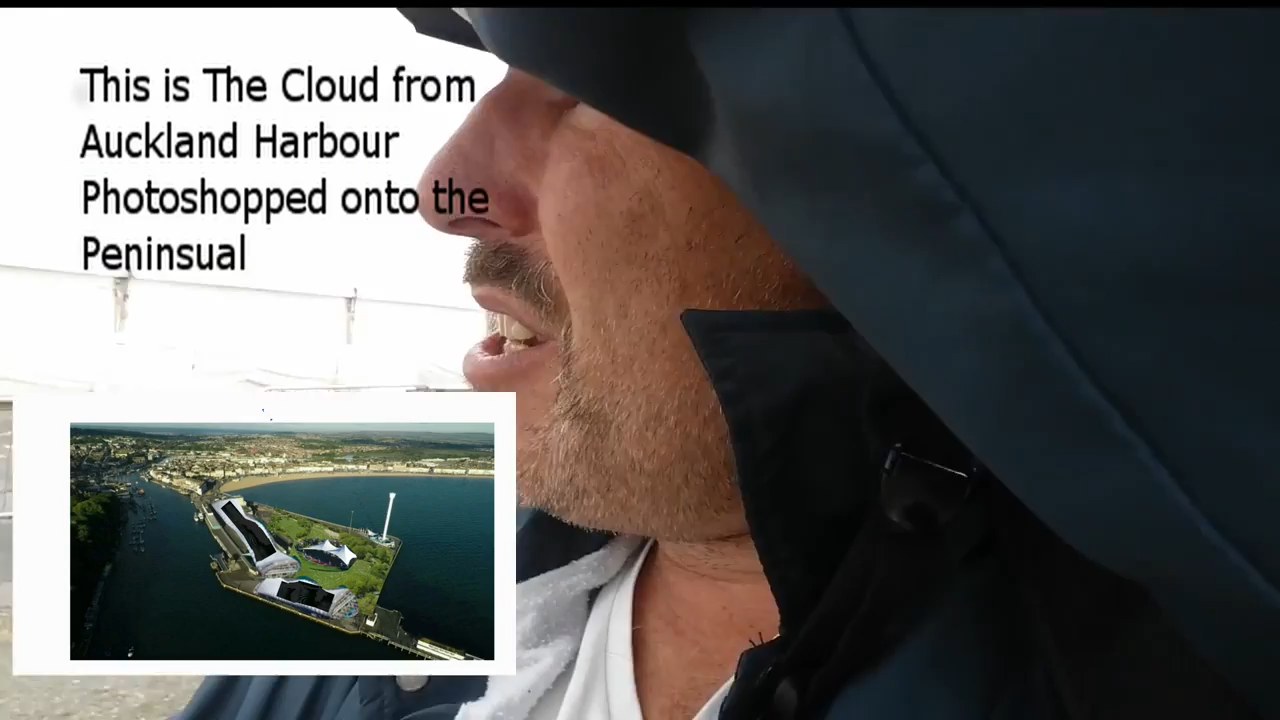 This is The Cloud from
Auckland Harbour
Photoshopped onto the
Peninsual